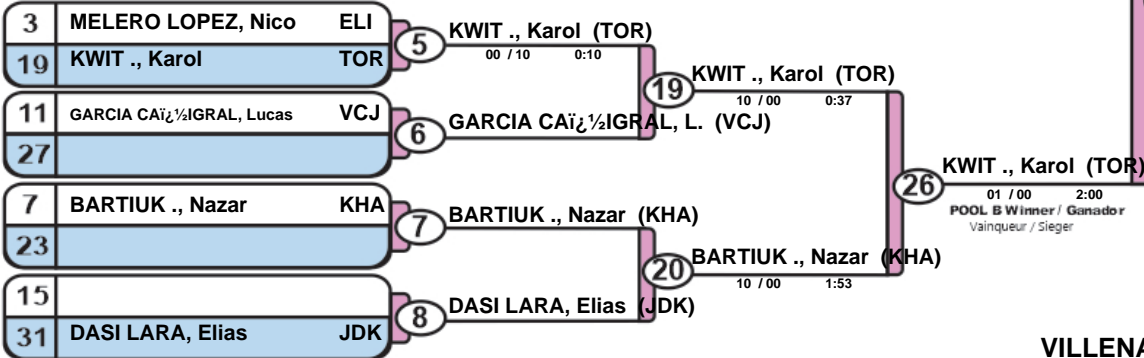 3 MELERO LOPEZ, Nico ELI
19 KWIT ., Karol TOR
5
KWIT ., Karol (TOR)
00 / 10 0:10
11 GARCIA CAï¿½IGRAL, Lucas VCJ
27
6
GARCIA CAï¿½IGRAL, L. (VCJ)
19
KWIT ., Karol (TOR)
10 / 00 0:37
7 BARTIUK ., Nazar KHA
23
7
BARTIUK ., Nazar (KHA)
15
31 DASI LARA, Elias JDK
8
DASI LARA, Elias (JDK)
20
BARTIUK ., Nazar (KHA)
10 / 00 1:53
26
KWIT ., Karol (TOR)
01 / 00 2:00
POOL B Winner / Ganador
Vainqueur / Sieger
VILLENA